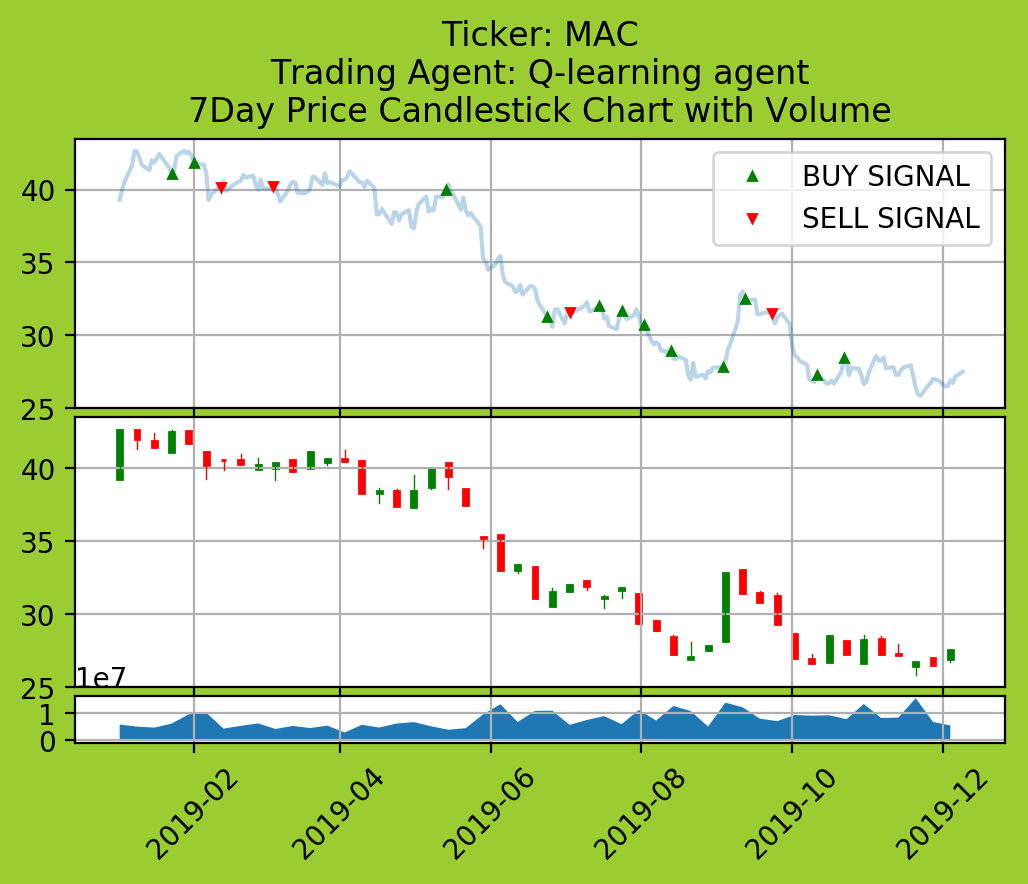 Ticker: MAC
Trading Agent: Q-learning agent
7Day Price Candlestick Chart with Volume
BUY SIGNAL
SELL SIGNAL
40
35
30
25
40
35
30
25
1e7
1
0
2019-02
2019-04
2019-06
2019-08
2019-10
2019-12